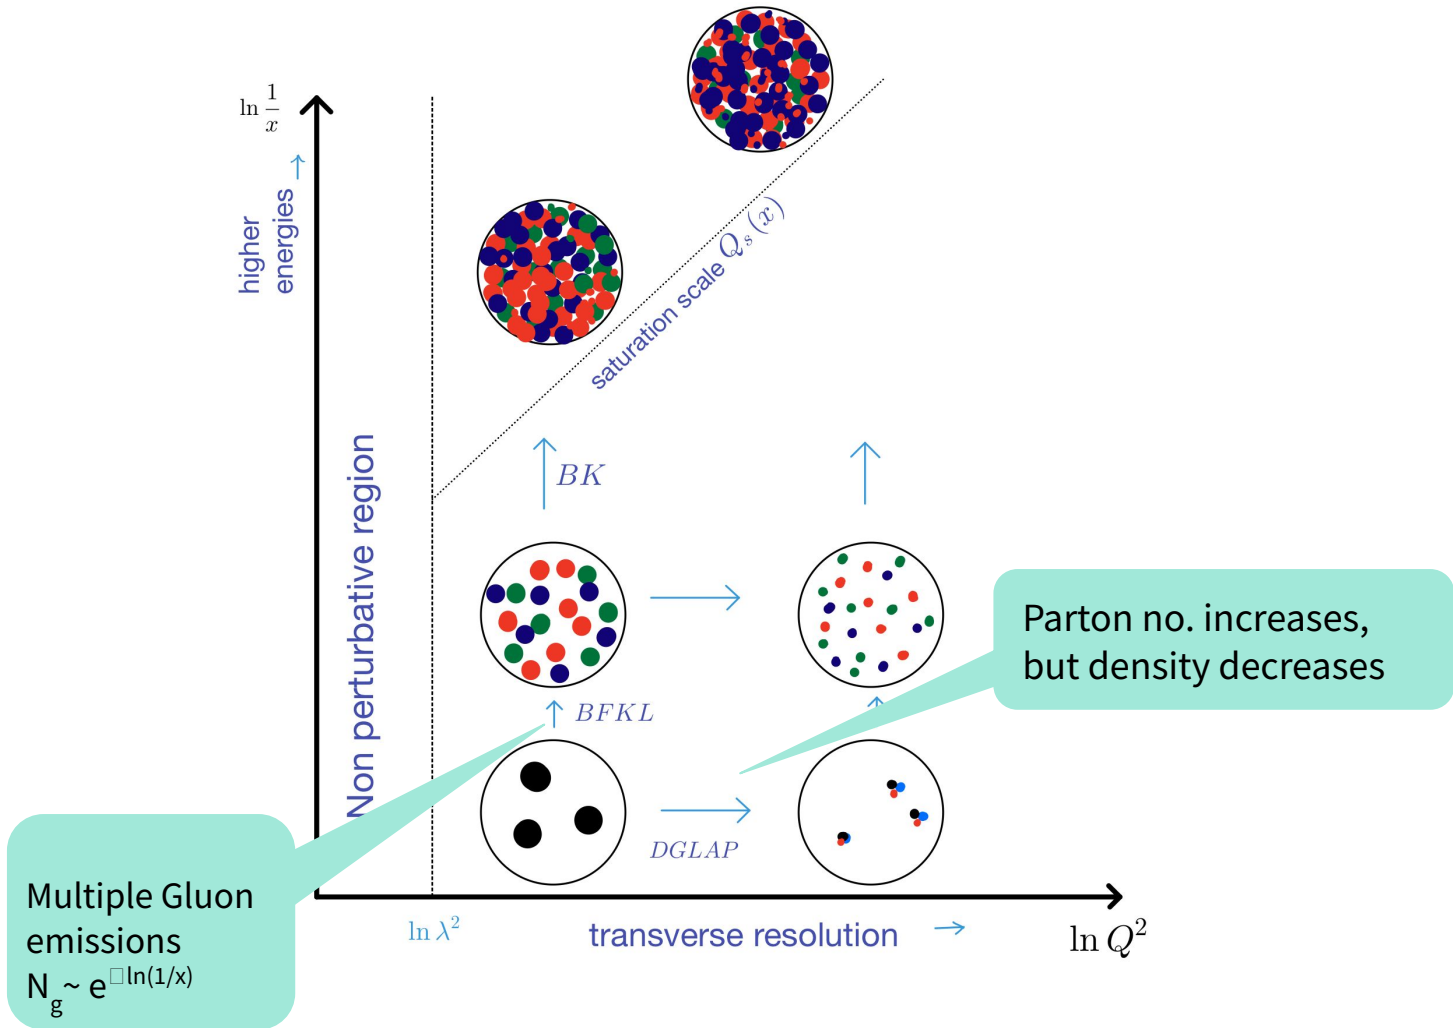 ln 1/x
higher
energies →
saturation scale Q_s(x)
Non perturbative region
BK
BFKL
DGLAP
Parton no. increases,
but density decreases
Multiple Gluon
emissions
N_g~ e^□ln(1/x)
ln λ²
transverse resolution →
ln Q²